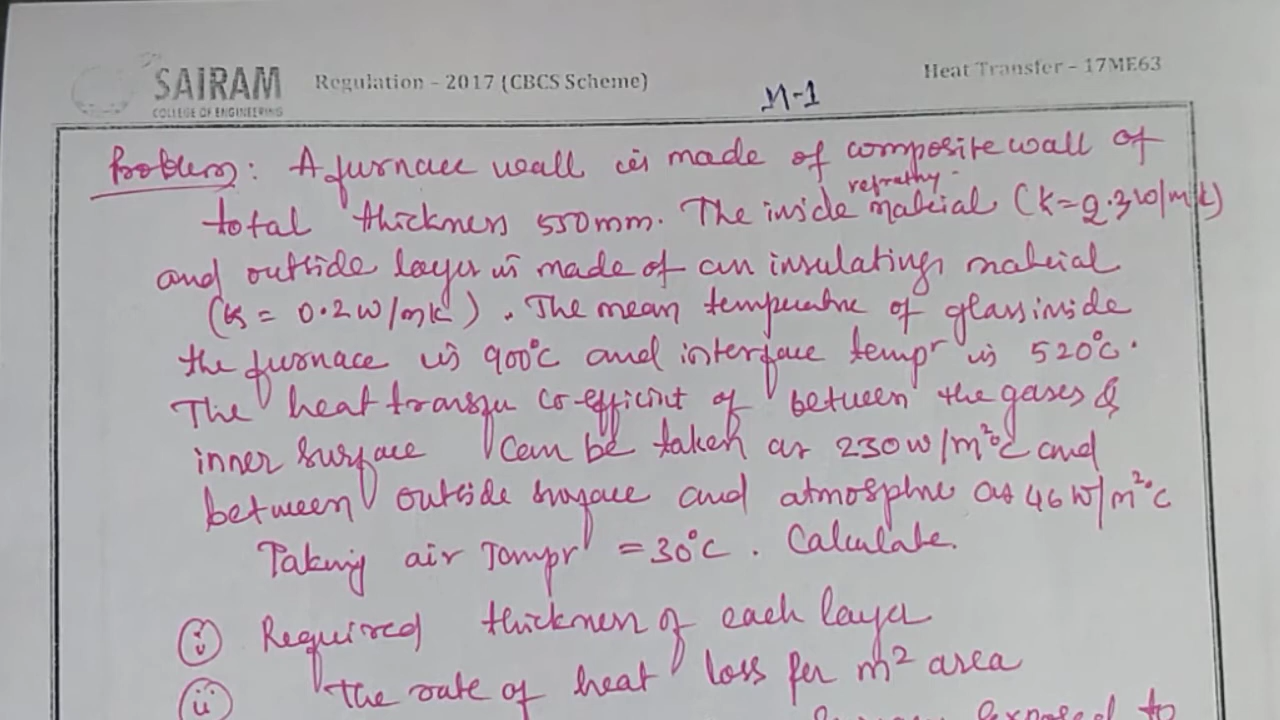 SAIRAM
COLLEGE OF ENGINEERING
Regulation - 2017 (CBCS Scheme)
Heat Transfer - 17ME63
M-1
Problem: A furnace wall is made of composite wall of
total thickness 550mm. The inside refrathy material (K=2.3W/mK)
and outside layer is made of an insulating material
(K = 0.2W/mK). The mean temperature of glass inside
the furnace is 900°C and interface tempr is 520°C.
The heat transfer co-efficint of between the gases &
inner surface can be taken as 230W/m²°C and
between outside surface and atmosphre as 46W/m²°C
Taking air Tempr = 30°C. Calculate.
(i) Required thickness of each layer
(ii) The rate of heat loss per m² area
exposed to